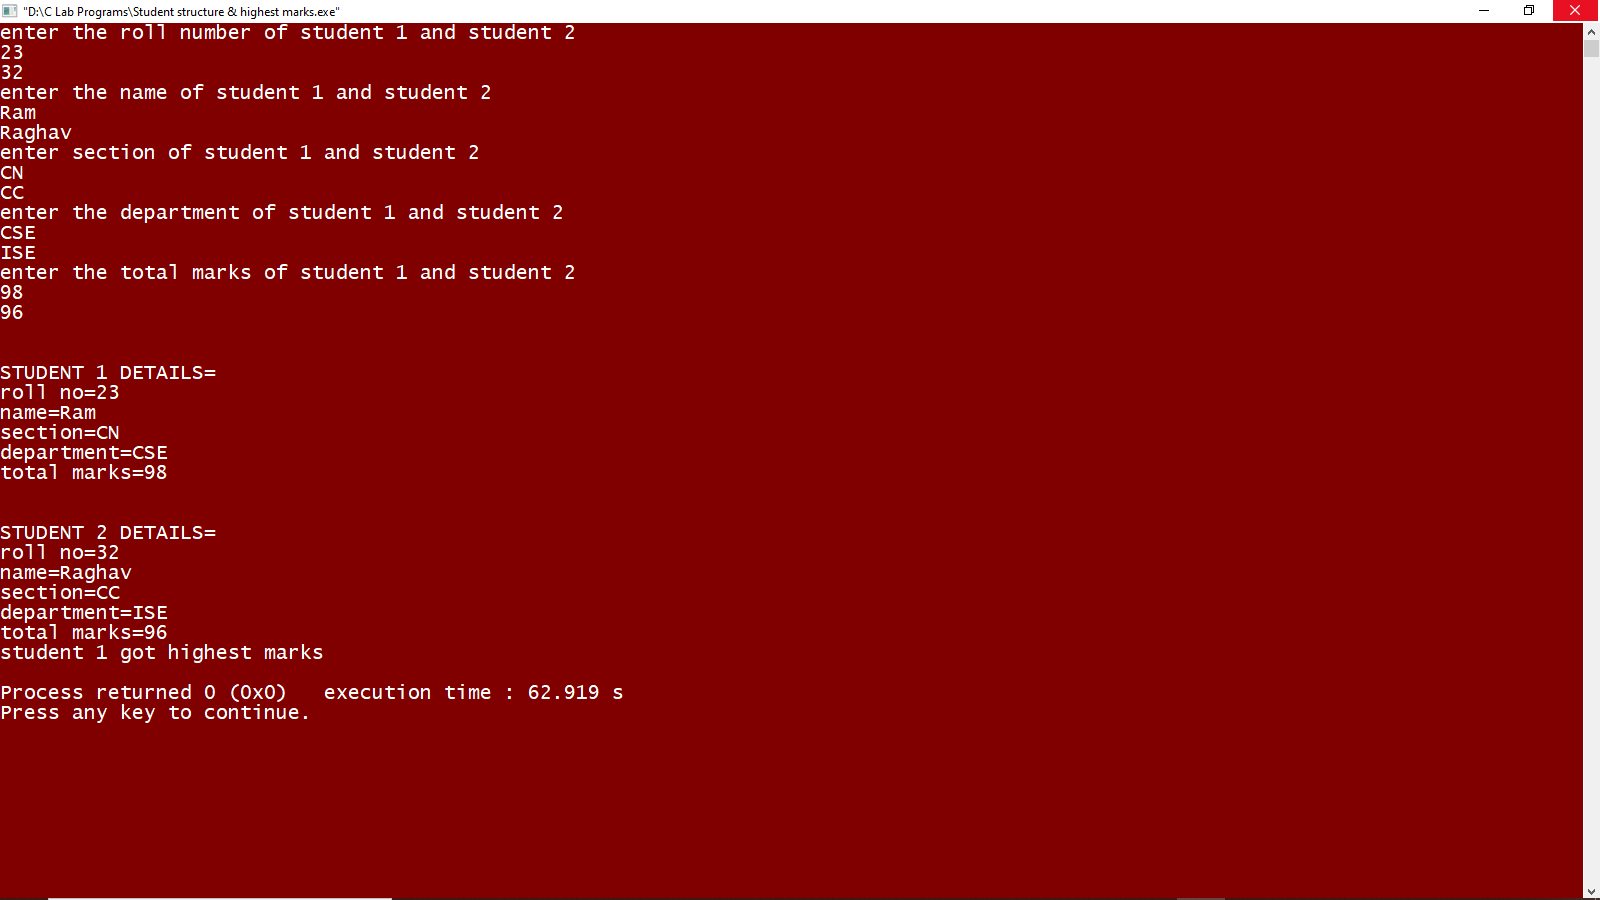 "D:\C Lab Programs\Student structure & highest marks.exe"
enter the roll number of student 1 and student 2
23
32
enter the name of student 1 and student 2
Ram
Raghav
enter section of student 1 and student 2
CN
CC
enter the department of student 1 and student 2
CSE
ISE
enter the total marks of student 1 and student 2
98
96
STUDENT 1 DETAILS=
roll no=23
name=Ram
section=CN
department=CSE
total marks=98
STUDENT 2 DETAILS=
roll no=32
name=Raghav
section=CC
department=ISE
total marks=96
student 1 got highest marks
Process returned 0 (0x0)   execution time : 62.919 s
Press any key to continue.